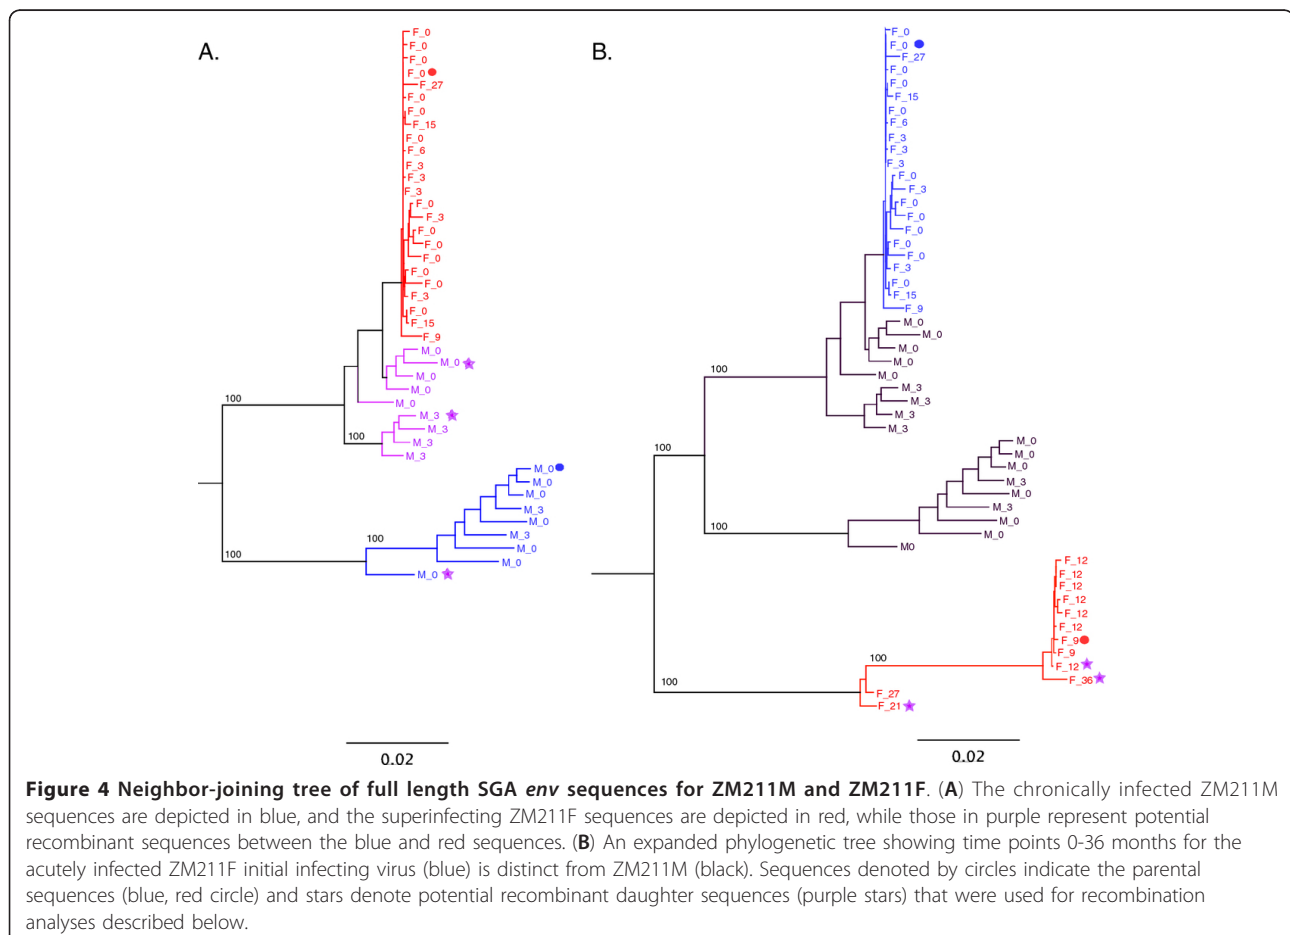 A.
F_0
F_0
F_0
F_0
F_27
F_0
F_0
F_15
F_0
F_6
F_3
F_3
F_3
F_0
F_3
F_0
F_0
F_0
F_0
F_0
F_3
F_0
F_15
F_9
M_0
M_0
M_0
M_0
M_0
100
M_3
M_3
100
M_3
M_3
M_0
M_0
M_0
M_3
M_0
M_3
100
M_0
M_0
100
M_0
0.02
B.
F_0
F_0
F_27
F_0
F_0
F_15
F_0
F_6
F_3
F_3
F_3
F_0
F_3
F_0
F_0
F_0
F_0
F_0
F_3
F_0
F_15
F_9
M_0
M_0
M_0
M_0
100
M_0
M_3
M_3
M_3
M_3
M_0
M_0
100
M_0
M_3
M_0
M_3
M_0
100
M_0
M0
F_12
F_12
F_12
F_12
F_12
F_12
F_9
F_9
100
F_12
F_36
100
F_27
F_21
0.02
Figure 4 Neighbor-joining tree of full length SGA env sequences for ZM211M and ZM211F. (A) The chronically infected ZM211M
sequences are depicted in blue, and the superinfecting ZM211F sequences are depicted in red, while those in purple represent potential
recombinant sequences between the blue and red sequences. (B) An expanded phylogenetic tree showing time points 0-36 months for the
acutely infected ZM211F initial infecting virus (blue) is distinct from ZM211M (black). Sequences denoted by circles indicate the parental
sequences (blue, red circle) and stars denote potential recombinant daughter sequences (purple stars) that were used for recombination
analyses described below.